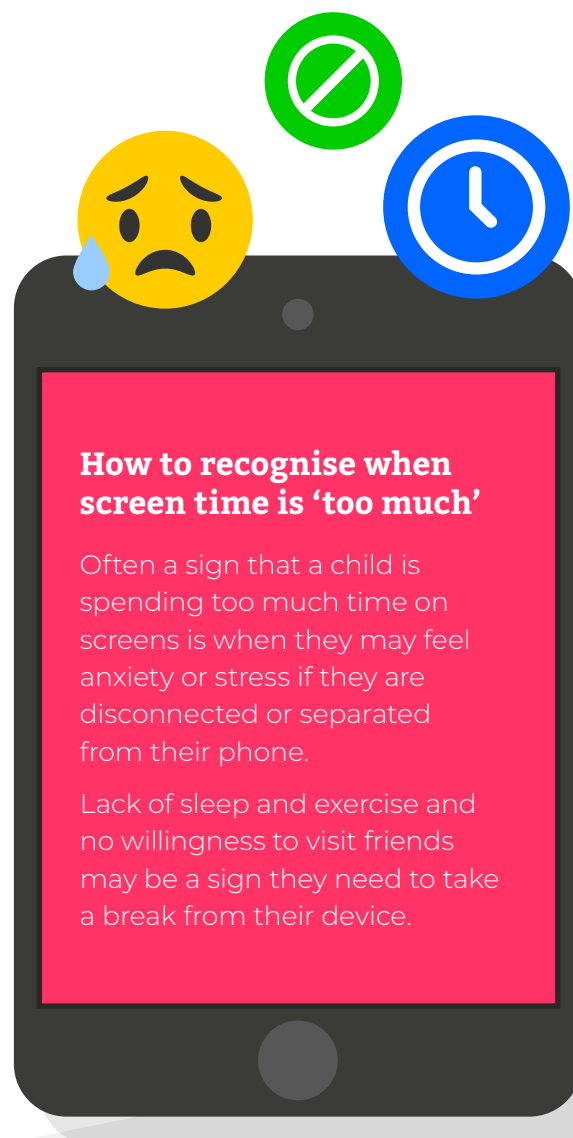 How to recognise when
screen time is ‘too much’
Often a sign that a child is
spending too much time on
screens is when they may feel
anxiety or stress if they are
disconnected or separated
from their phone.
Lack of sleep and exercise and
no willingness to visit friends
may be a sign they need to take
a break from their device.